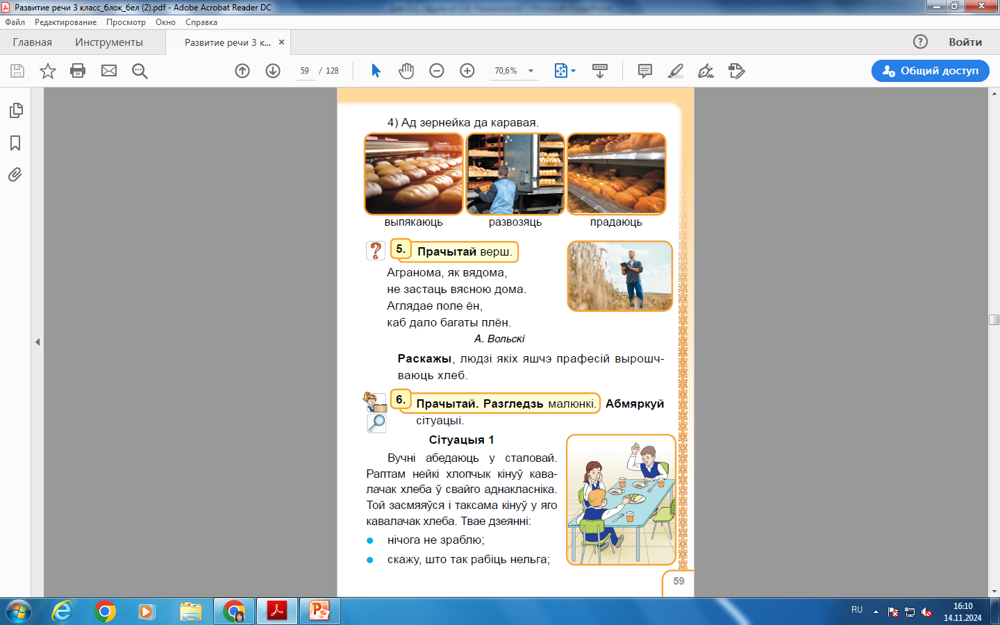 Развитие речи 3 класс_блок_бел (2).pdf - Adobe Acrobat Reader DC
Файл Редактирование Просмотр Окно Справка
Главная Инструменты Развитие речи 3 к... × Войти
59 / 128 70,6% Общий доступ
4) Ад зернейка да каравая.
выпякаюць развозяць прадаюць
5. Прачытай верш.
Агранома, як вядома,
не застаць вясною дома.
Аглядае поле ён,
каб дало багаты плён.
А. Вольскі
Раскажы, людзі якіх яшчэ прафесій вырошч-
ваюць хлеб.
6. Прачытай. Разгледзь малюнкі. Абмяркуй
сітуацыі.
Сітуацыя 1
Вучні абедаюць у сталовай.
Раптам нейкі хлопчык кінуў кава-
лачак хлеба ў свайго аднакласніка.
Той засмяяўся і таксама кінуў у яго
кавалачак хлеба. Твае дзеянні:
• нічога не зраблю;
• скажу, што так рабіць нельга;
59
RU 16:10
14.11.2024